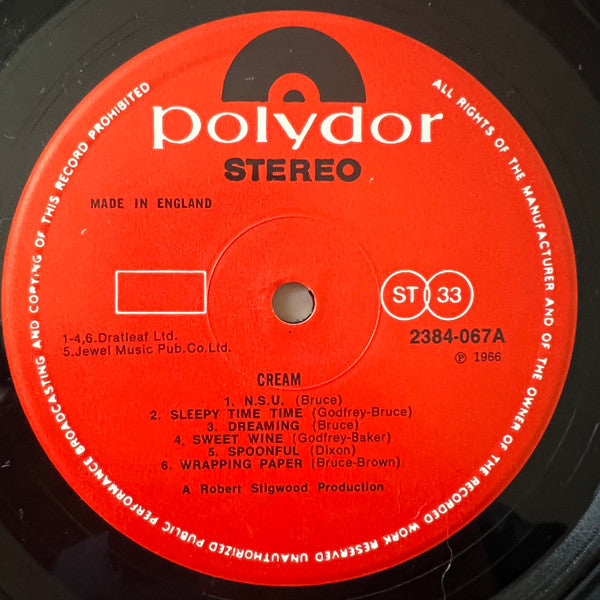 polydor
STEREO
MADE IN ENGLAND
ST 33
1-4,6.Dratleaf Ltd.
5.Jewel Music Pub.Co.Ltd.
2384-067A
℗ 1966
CREAM
1. N.S.U. (Bruce)
2. SLEEPY TIME TIME (Godfrey-Bruce)
3. DREAMING (Bruce)
4. SWEET WINE (Godfrey-Baker)
5. SPOONFUL (Dixon)
6. WRAPPING PAPER (Bruce-Brown)
A Robert Stigwood Production
ALL RIGHTS OF THE MANUFACTURER AND OF THE OWNER OF THE RECORDED WORK RESERVED UNAUTHORIZED PUBLIC PERFORMANCE BROADCASTING AND COPYING OF THIS RECORD PROHIBITED